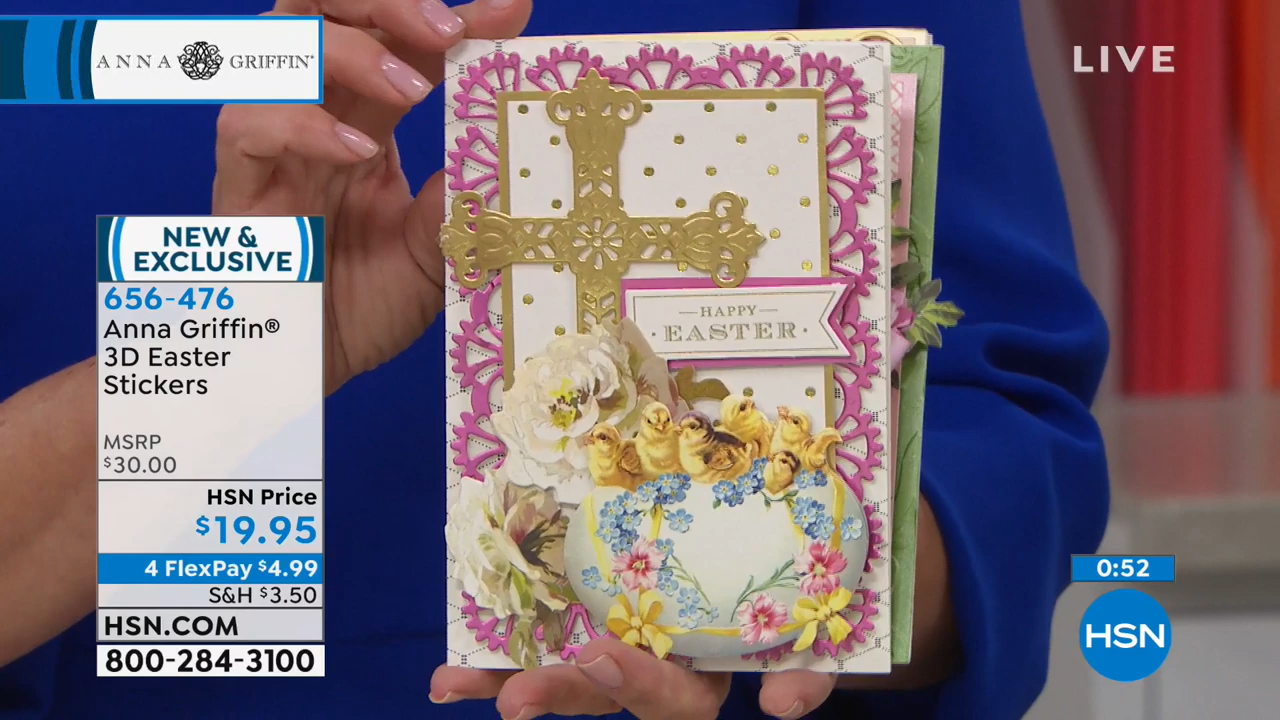 ANNA GRIFFIN®
LIVE
NEW &
EXCLUSIVE
656-476
Anna Griffin®
3D Easter
Stickers
MSRP
$30.00
HSN Price
$19.95
4 FlexPay $4.99
S&H $3.50
HSN.COM
800-284-3100
—HAPPY—
· EASTER ·
0:52
HSN